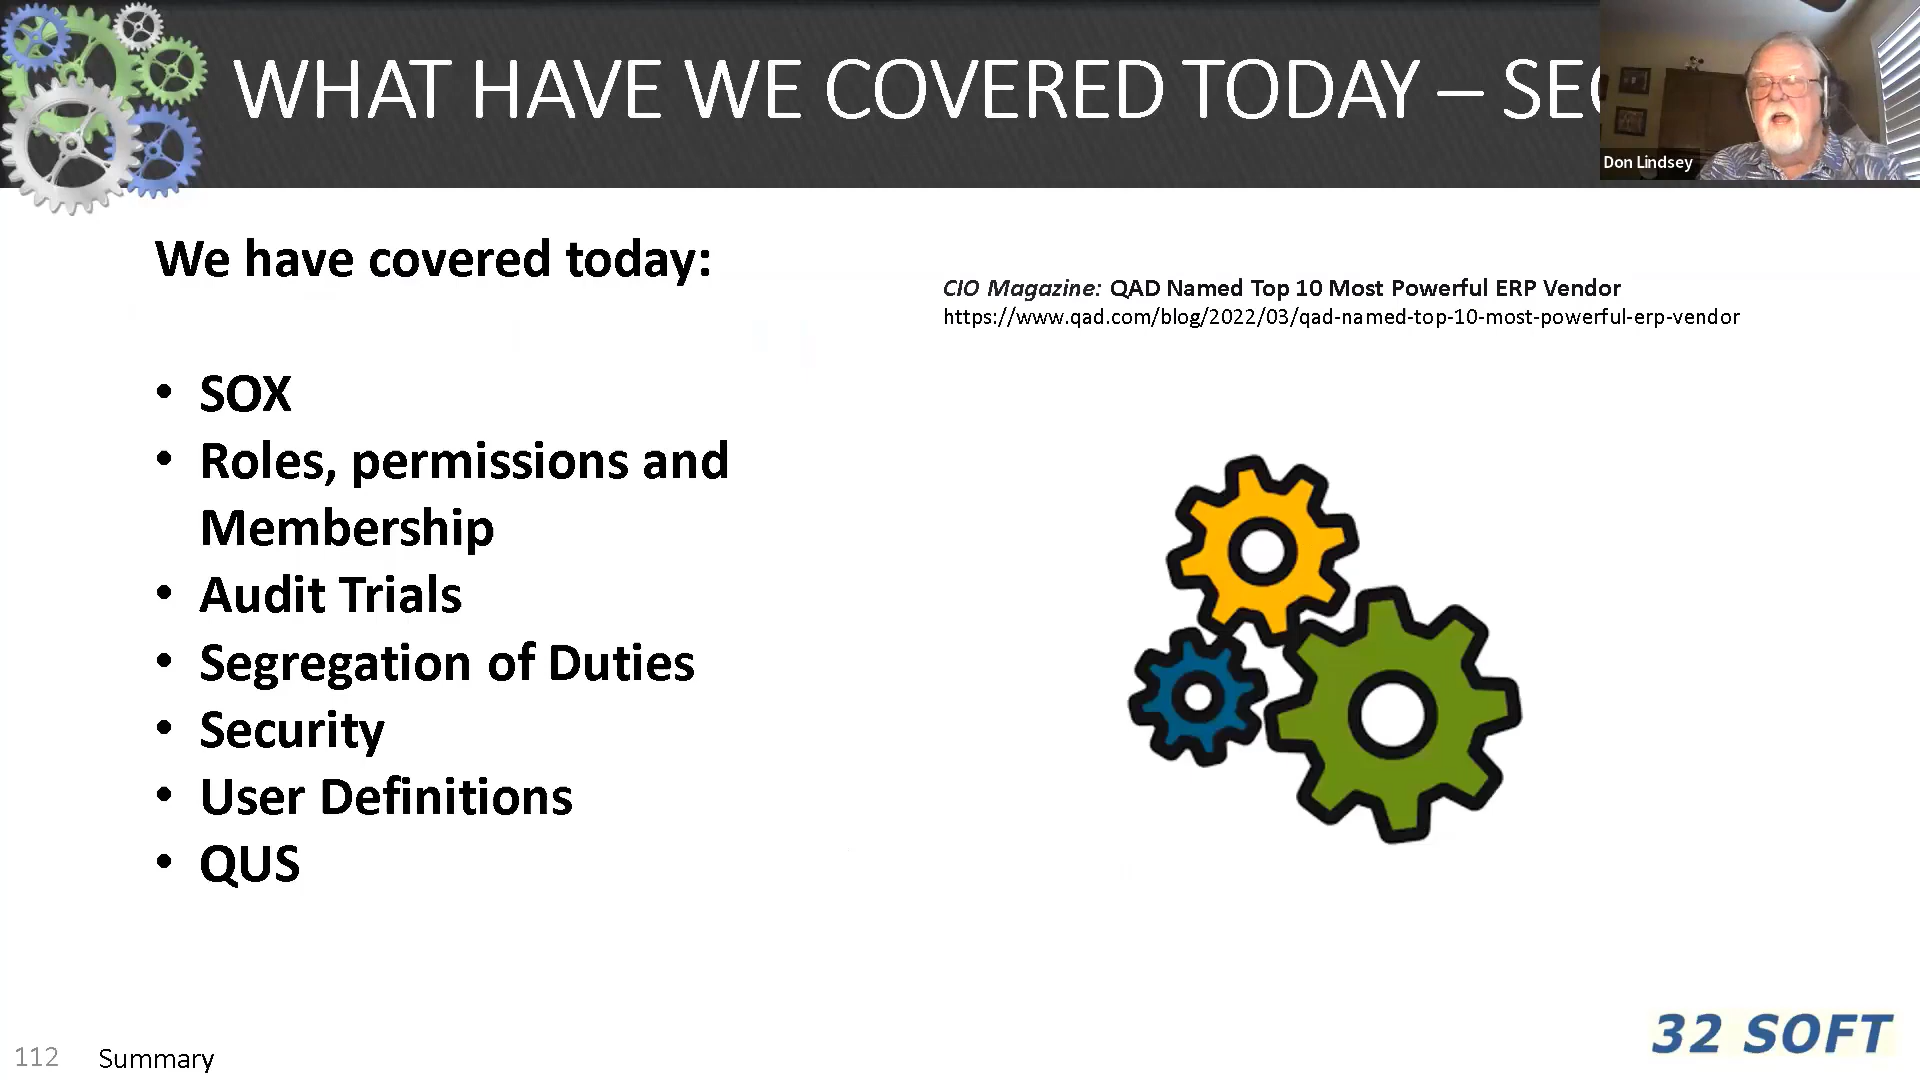 WHAT HAVE WE COVERED TODAY – SEC
Don Lindsey
We have covered today:
CIO Magazine: QAD Named Top 10 Most Powerful ERP Vendor
https://www.qad.com/blog/2022/03/qad-named-top-10-most-powerful-erp-vendor
• SOX
• Roles, permissions and
Membership
• Audit Trials
• Segregation of Duties
• Security
• User Definitions
• QUS
112 Summary
32 SOFT